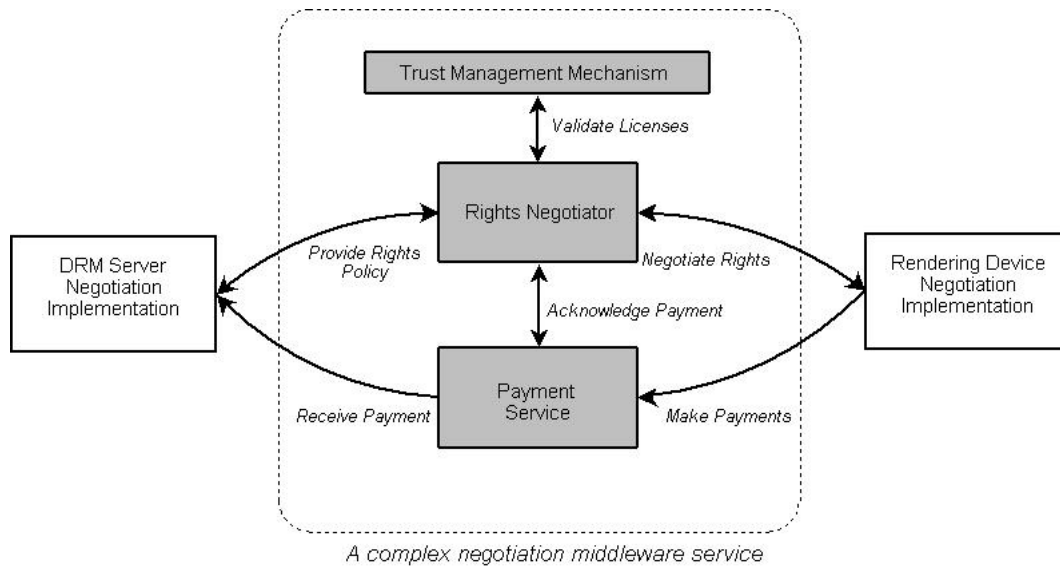 Trust Management Mechanism
Validate Licenses
Rights Negotiator
Provide Rights
Policy
Negotiate Rights
DRM Server
Negotiation
Implementation
Rendering Device
Negotiation
Implementation
Acknowledge Payment
Payment
Service
Receive Payment
Make Payments
A complex negotiation middleware service